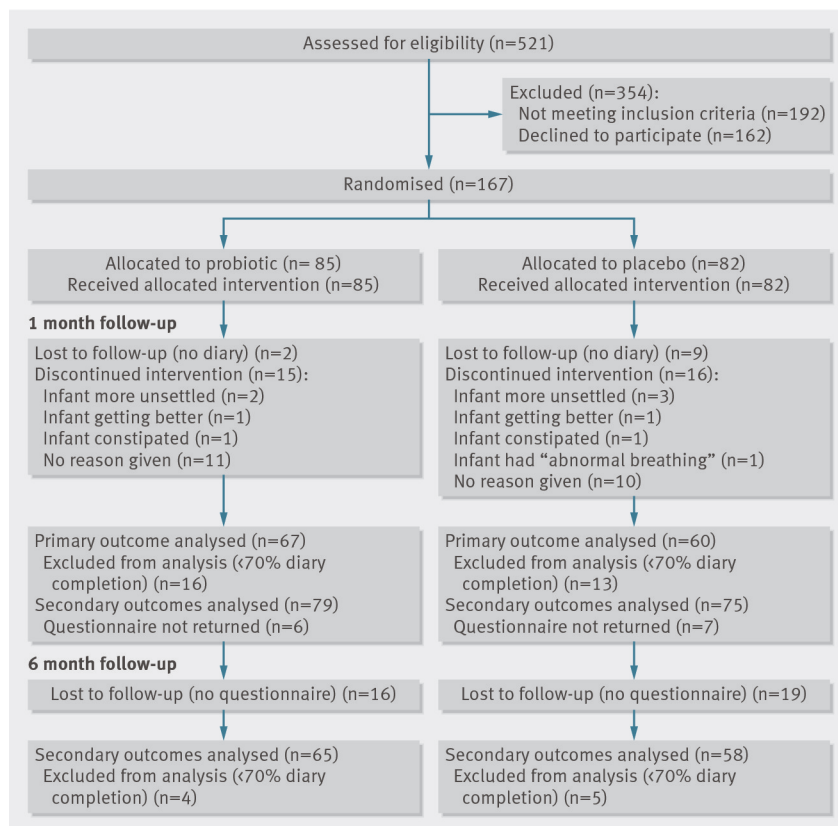 Assessed for eligibility (n=521)
Excluded (n=354):
Not meeting inclusion criteria (n=192)
Declined to participate (n=162)
Randomised (n=167)
Allocated to probiotic (n= 85)
Received allocated intervention (n=85)
Allocated to placebo (n=82)
Received allocated intervention (n=82)
1 month follow-up
Lost to follow-up (no diary) (n=2)
Discontinued intervention (n=15):
Infant more unsettled (n=2)
Infant getting better (n=1)
Infant constipated (n=1)
No reason given (n=11)
Lost to follow-up (no diary) (n=9)
Discontinued intervention (n=16):
Infant more unsettled (n=3)
Infant getting better (n=1)
Infant constipated (n=1)
Infant had “abnormal breathing” (n=1)
No reason given (n=10)
Primary outcome analysed (n=67)
Excluded from analysis (<70% diary
completion) (n=16)
Secondary outcomes analysed (n=79)
Questionnaire not returned (n=6)
Primary outcome analysed (n=60)
Excluded from analysis (<70% diary
completion) (n=13)
Secondary outcomes analysed (n=75)
Questionnaire not returned (n=7)
6 month follow-up
Lost to follow-up (no questionnaire) (n=16)
Lost to follow-up (no questionnaire) (n=19)
Secondary outcomes analysed (n=65)
Excluded from analysis (<70% diary
completion) (n=4)
Secondary outcomes analysed (n=58)
Excluded from analysis (<70% diary
completion) (n=5)